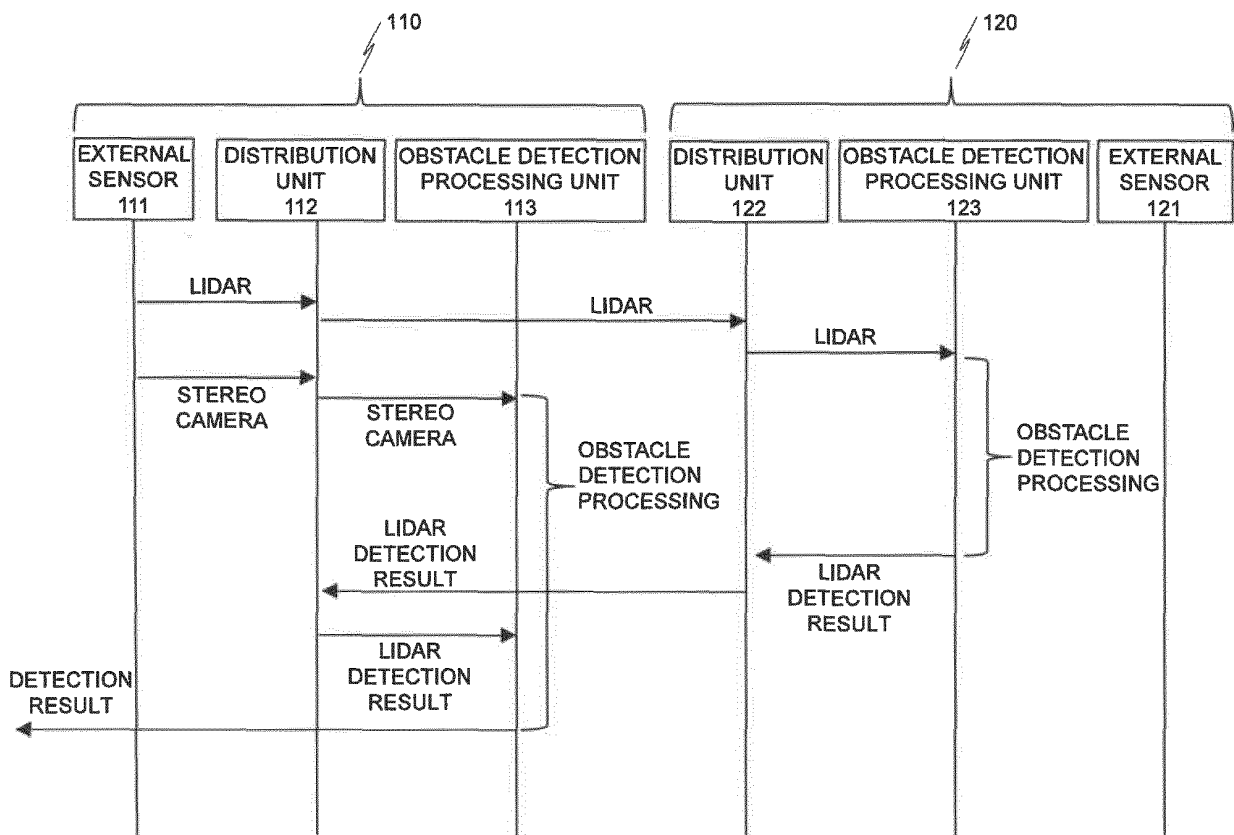 110
120
EXTERNAL
SENSOR
111
DISTRIBUTION
UNIT
112
OBSTACLE DETECTION
PROCESSING UNIT
113
DISTRIBUTION
UNIT
122
OBSTACLE DETECTION
PROCESSING UNIT
123
EXTERNAL
SENSOR
121
LIDAR
LIDAR
LIDAR
STEREO
CAMERA
STEREO
CAMERA
OBSTACLE
DETECTION
PROCESSING
OBSTACLE
DETECTION
PROCESSING
LIDAR
DETECTION
RESULT
LIDAR
DETECTION
RESULT
LIDAR
DETECTION
RESULT
DETECTION
RESULT